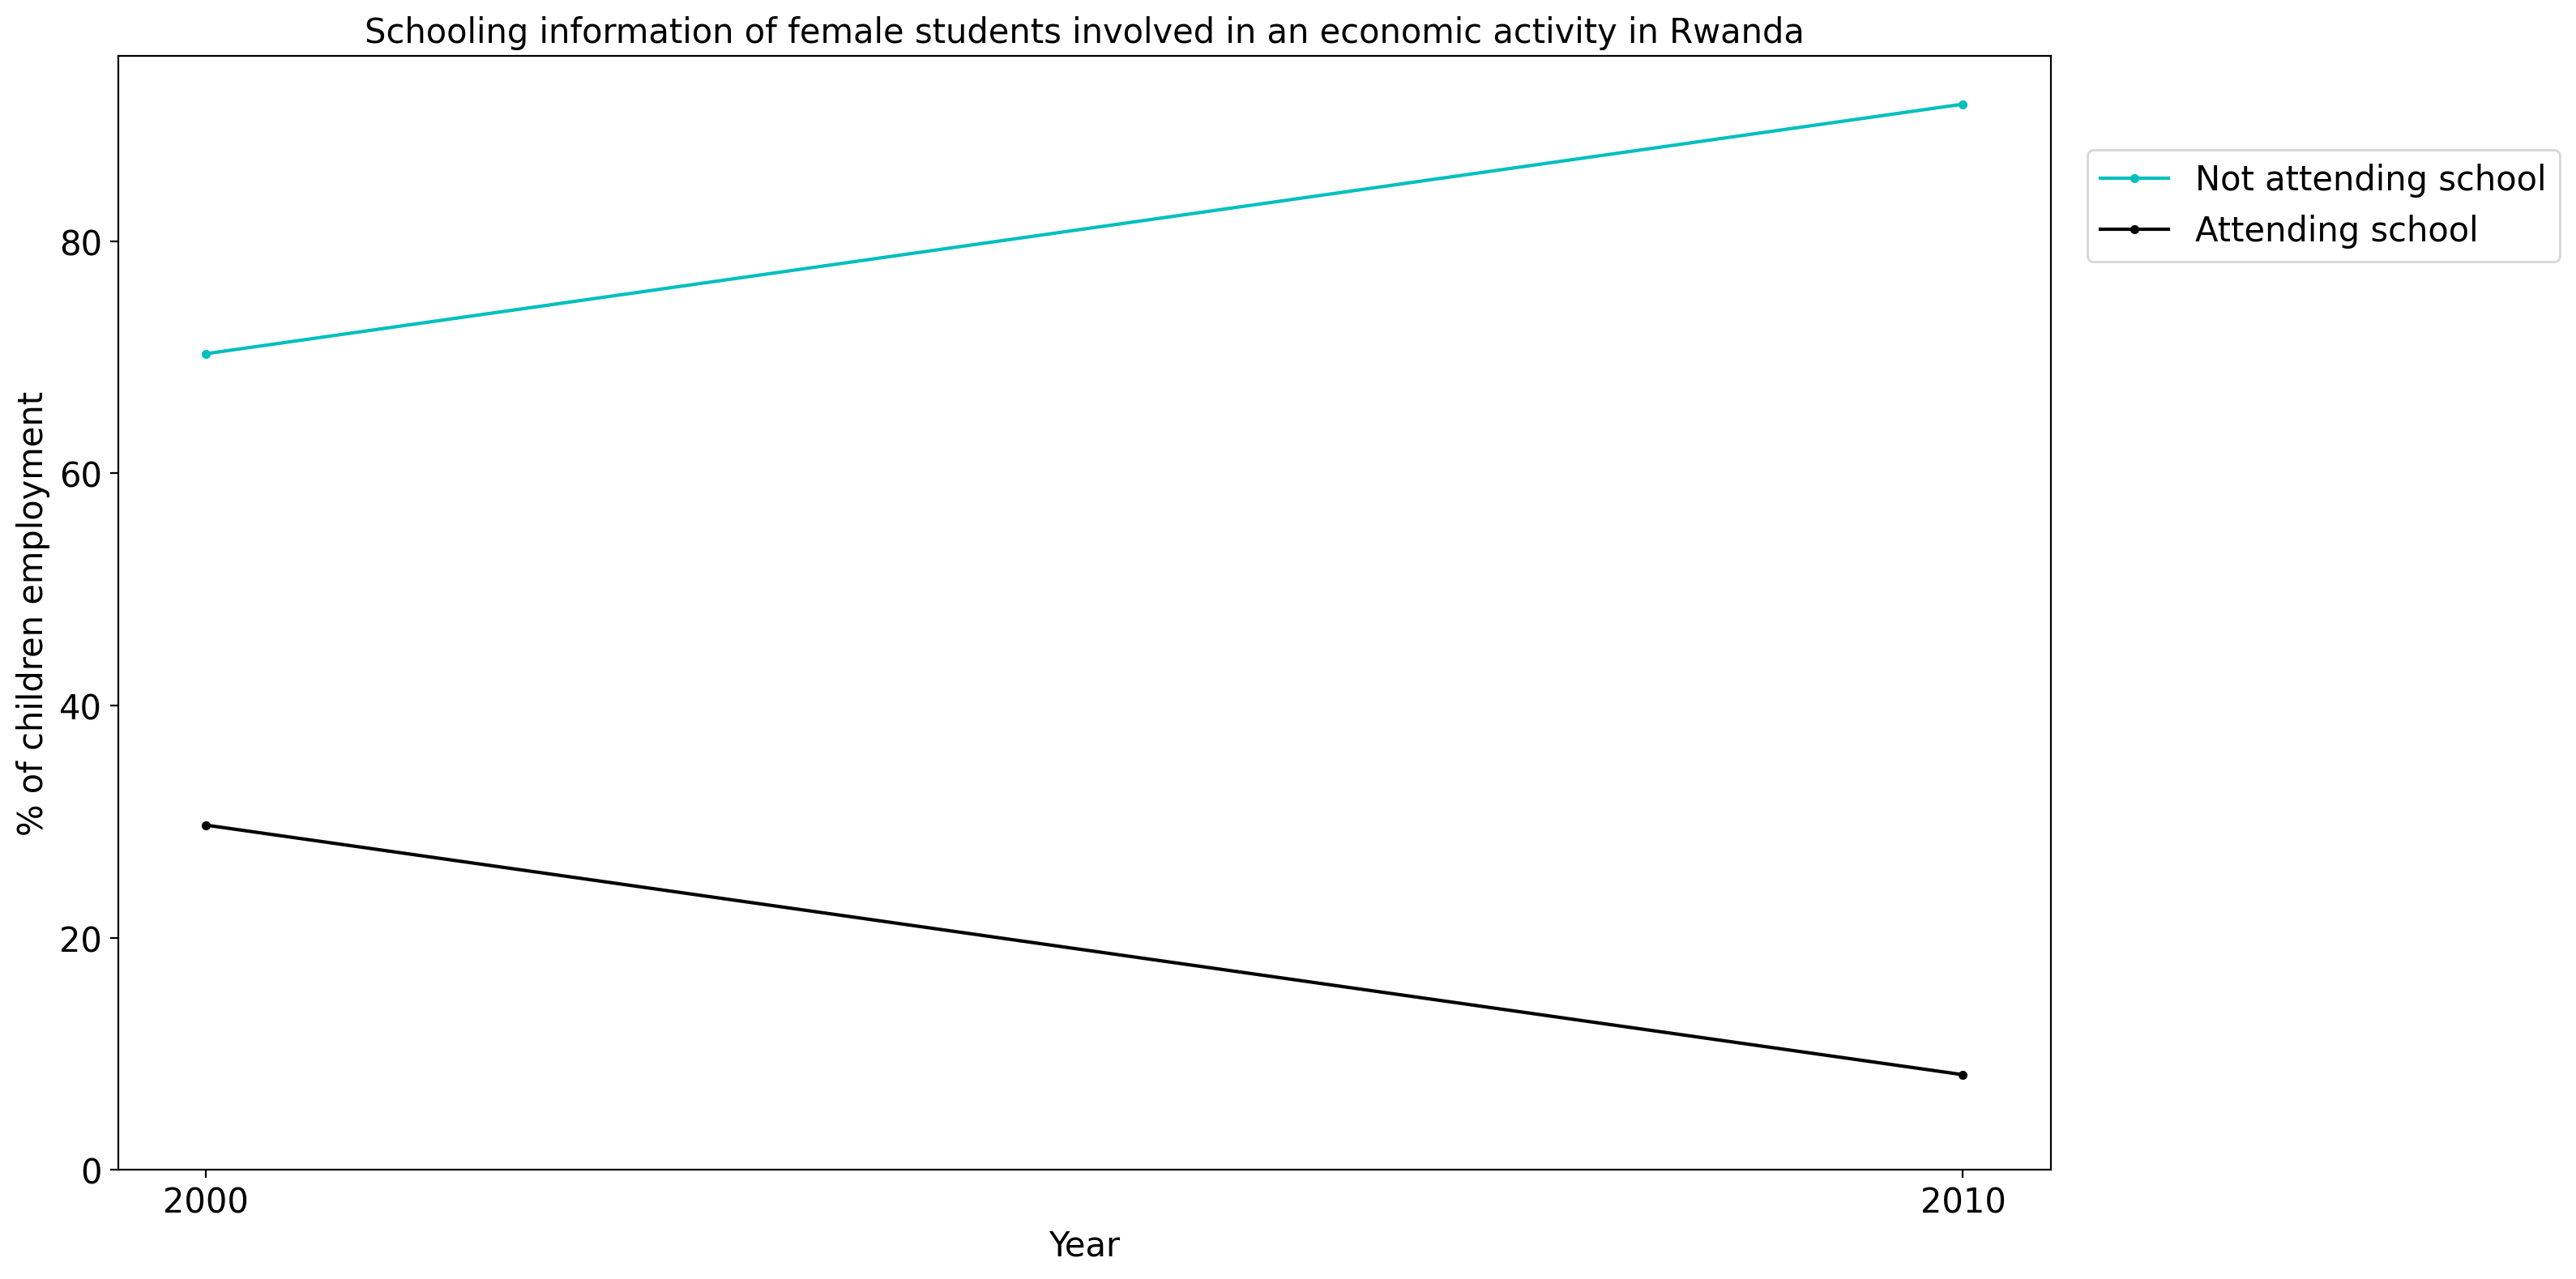 Schooling information of female students involved in an economic activity in Rwanda
% of children employment
80
60
40
20
0
2000
2010
Year
Not attending school
Attending school